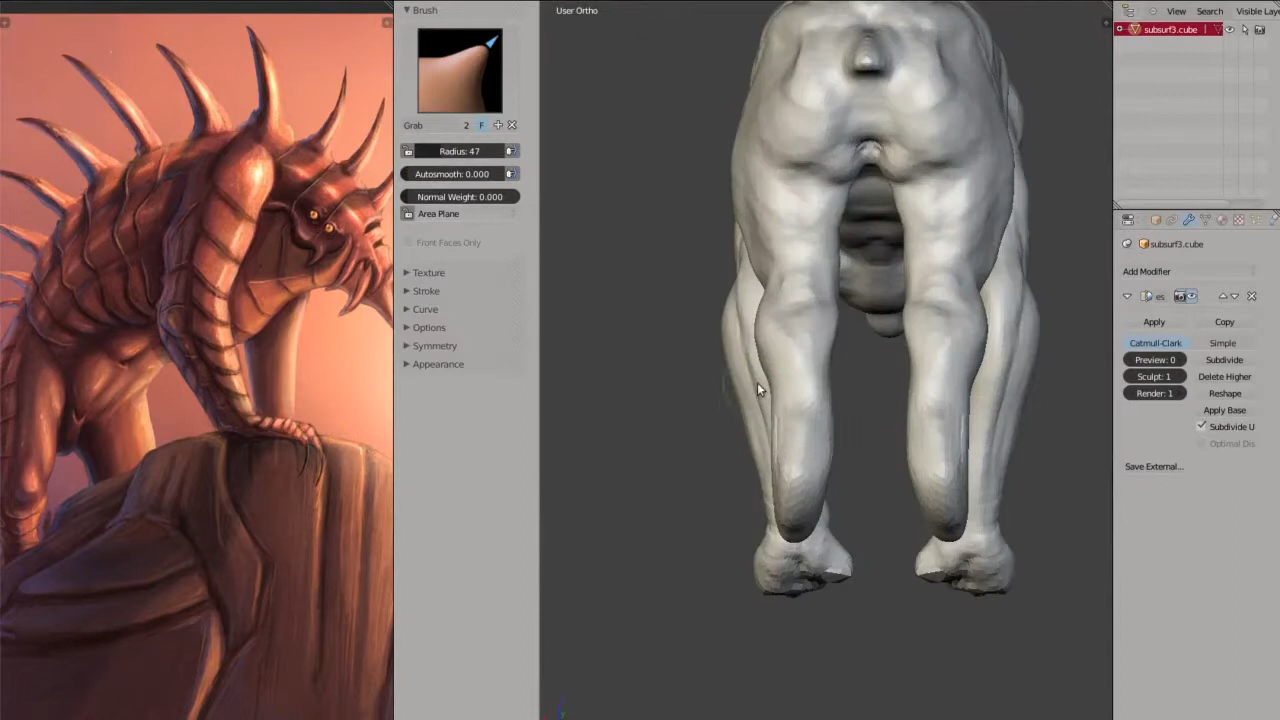 Brush
Grab 2 F
Radius: 47
Autosmooth: 0.000
Normal Weight: 0.000
Area Plane
Front Faces Only
Texture
Stroke
Curve
Options
Symmetry
Appearance
User Ortho
View Search Visible Laye
subsurf3.cube
subsurf3.cube
Add Modifier
es
Apply Copy
Catmull-Clark Simple
Preview: 0 Subdivide
Sculpt: 1 Delete Higher
Render: 1 Reshape
Apply Base
Subdivide U
Optimal Dis
Save External...